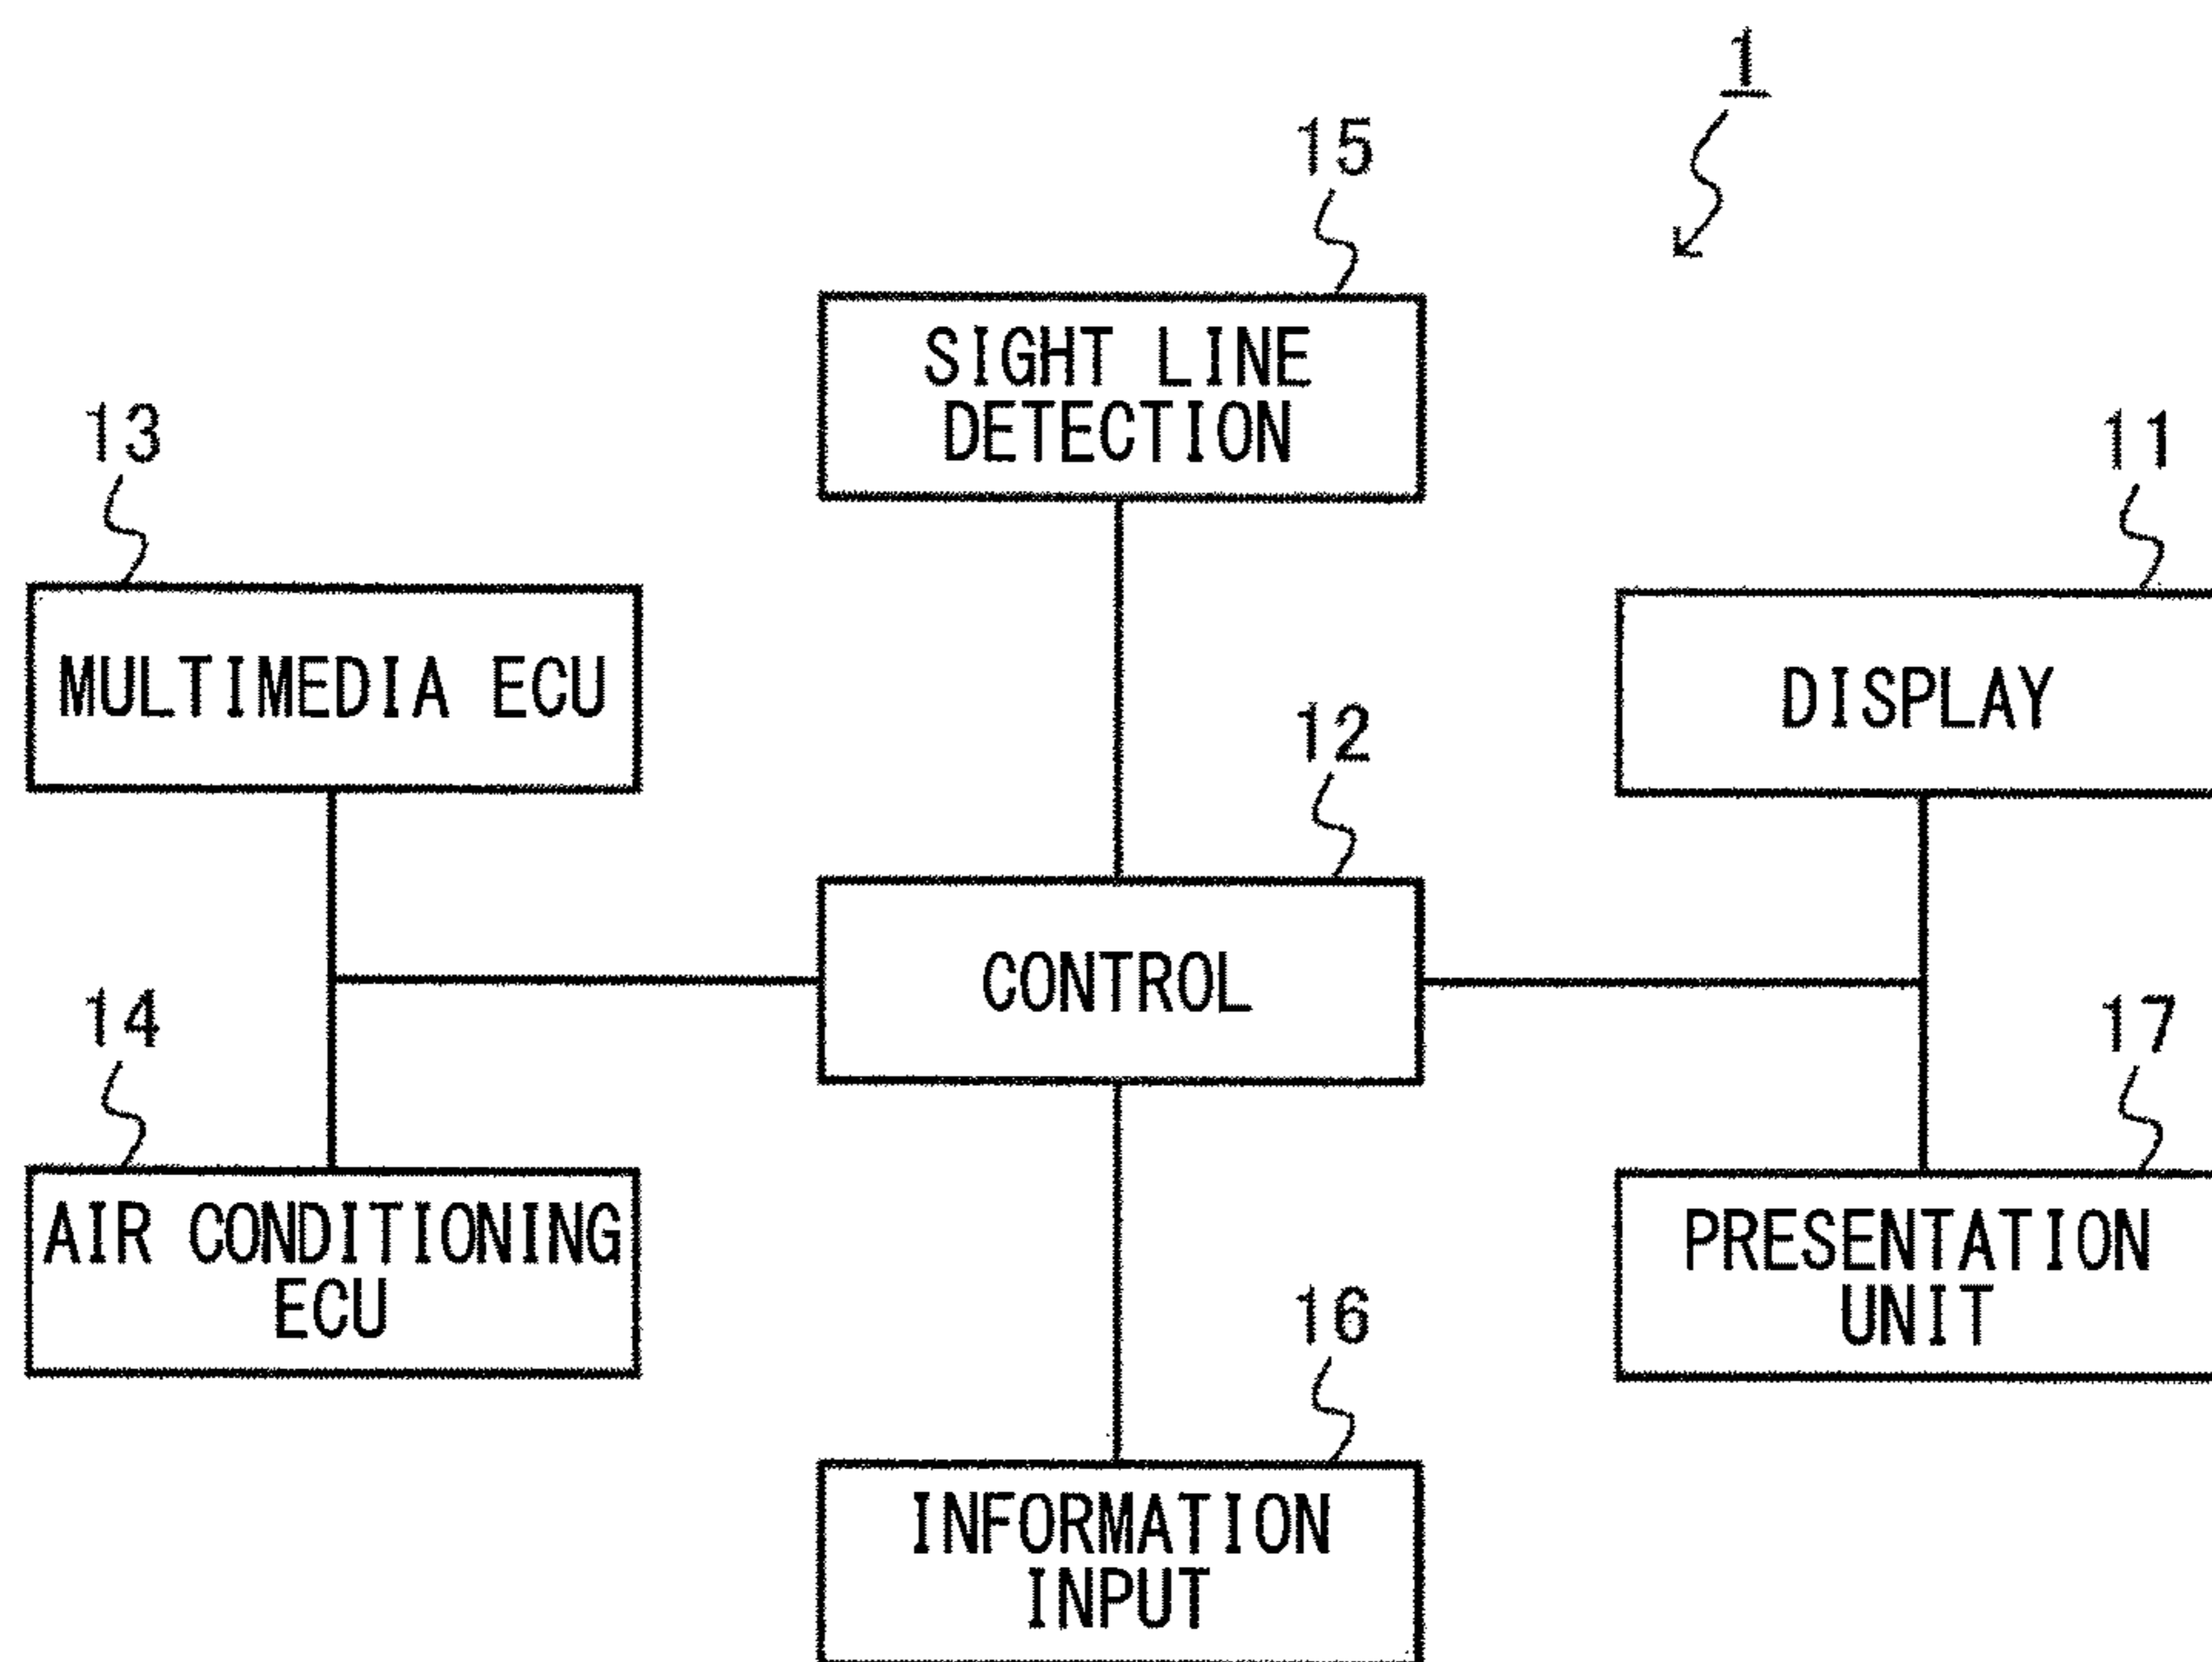 1
15
SIGHT LINE
DETECTION
13
MULTIMEDIA ECU
11
DISPLAY
12
CONTROL
14
AIR CONDITIONING
ECU
17
PRESENTATION
UNIT
16
INFORMATION
INPUT